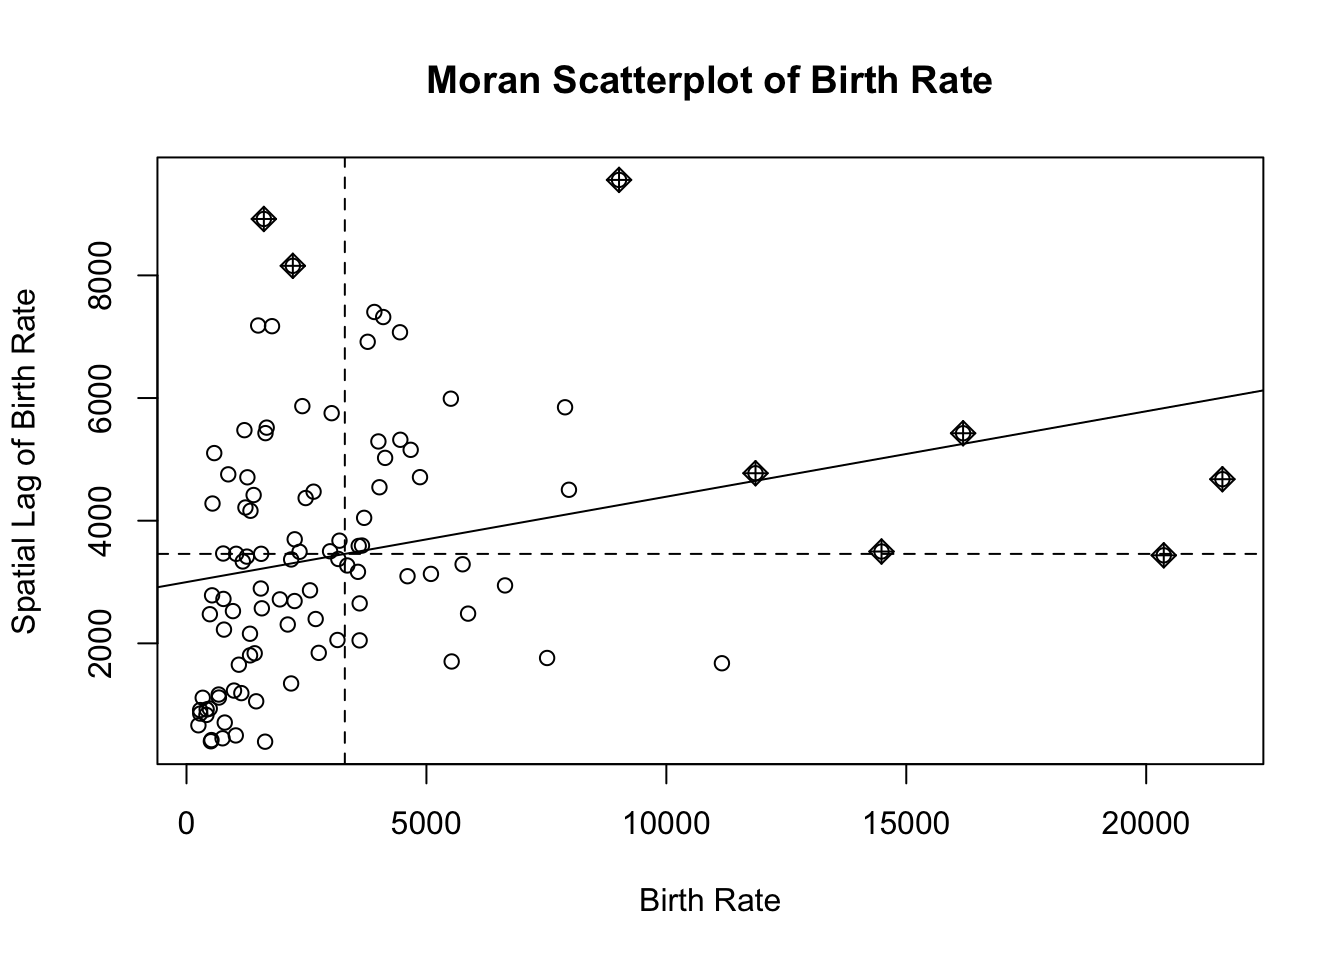 Moran Scatterplot of Birth Rate
Spatial Lag of Birth Rate
8000
6000
4000
2000
0 5000 10000 15000 20000
Birth Rate